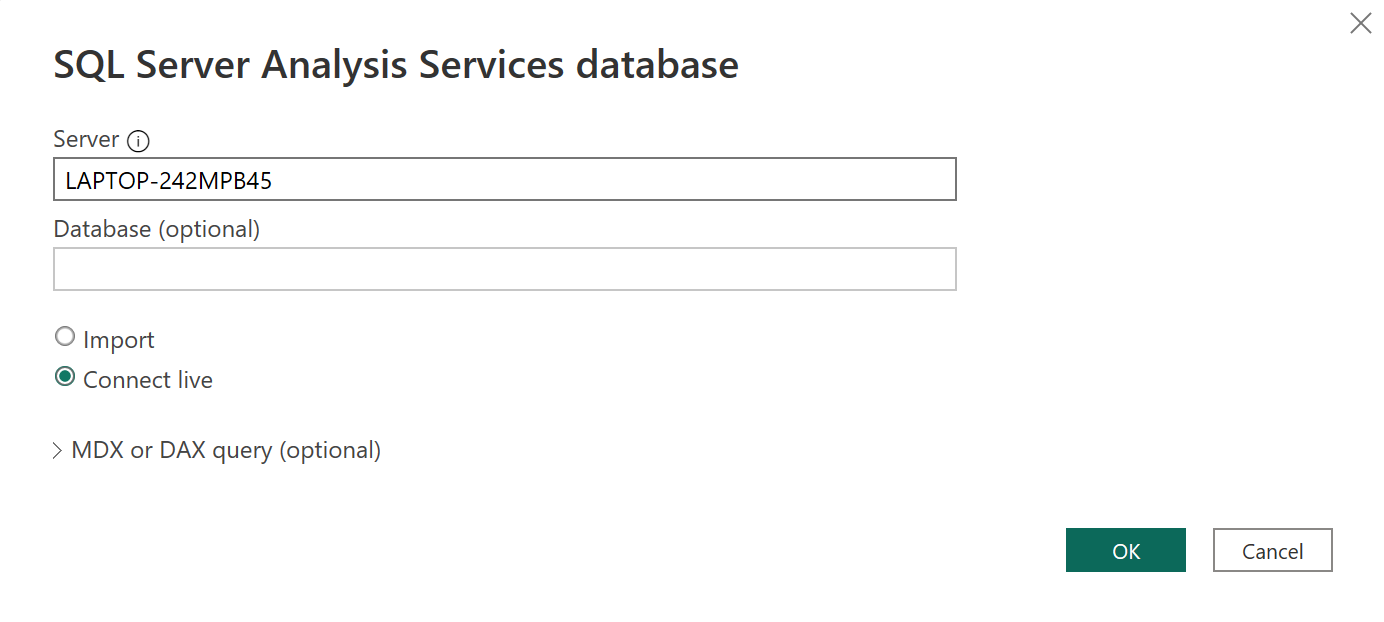 SQL Server Analysis Services database
Server
LAPTOP-242MPB45
Database (optional)
Import
Connect live
MDX or DAX query (optional)
OK
Cancel